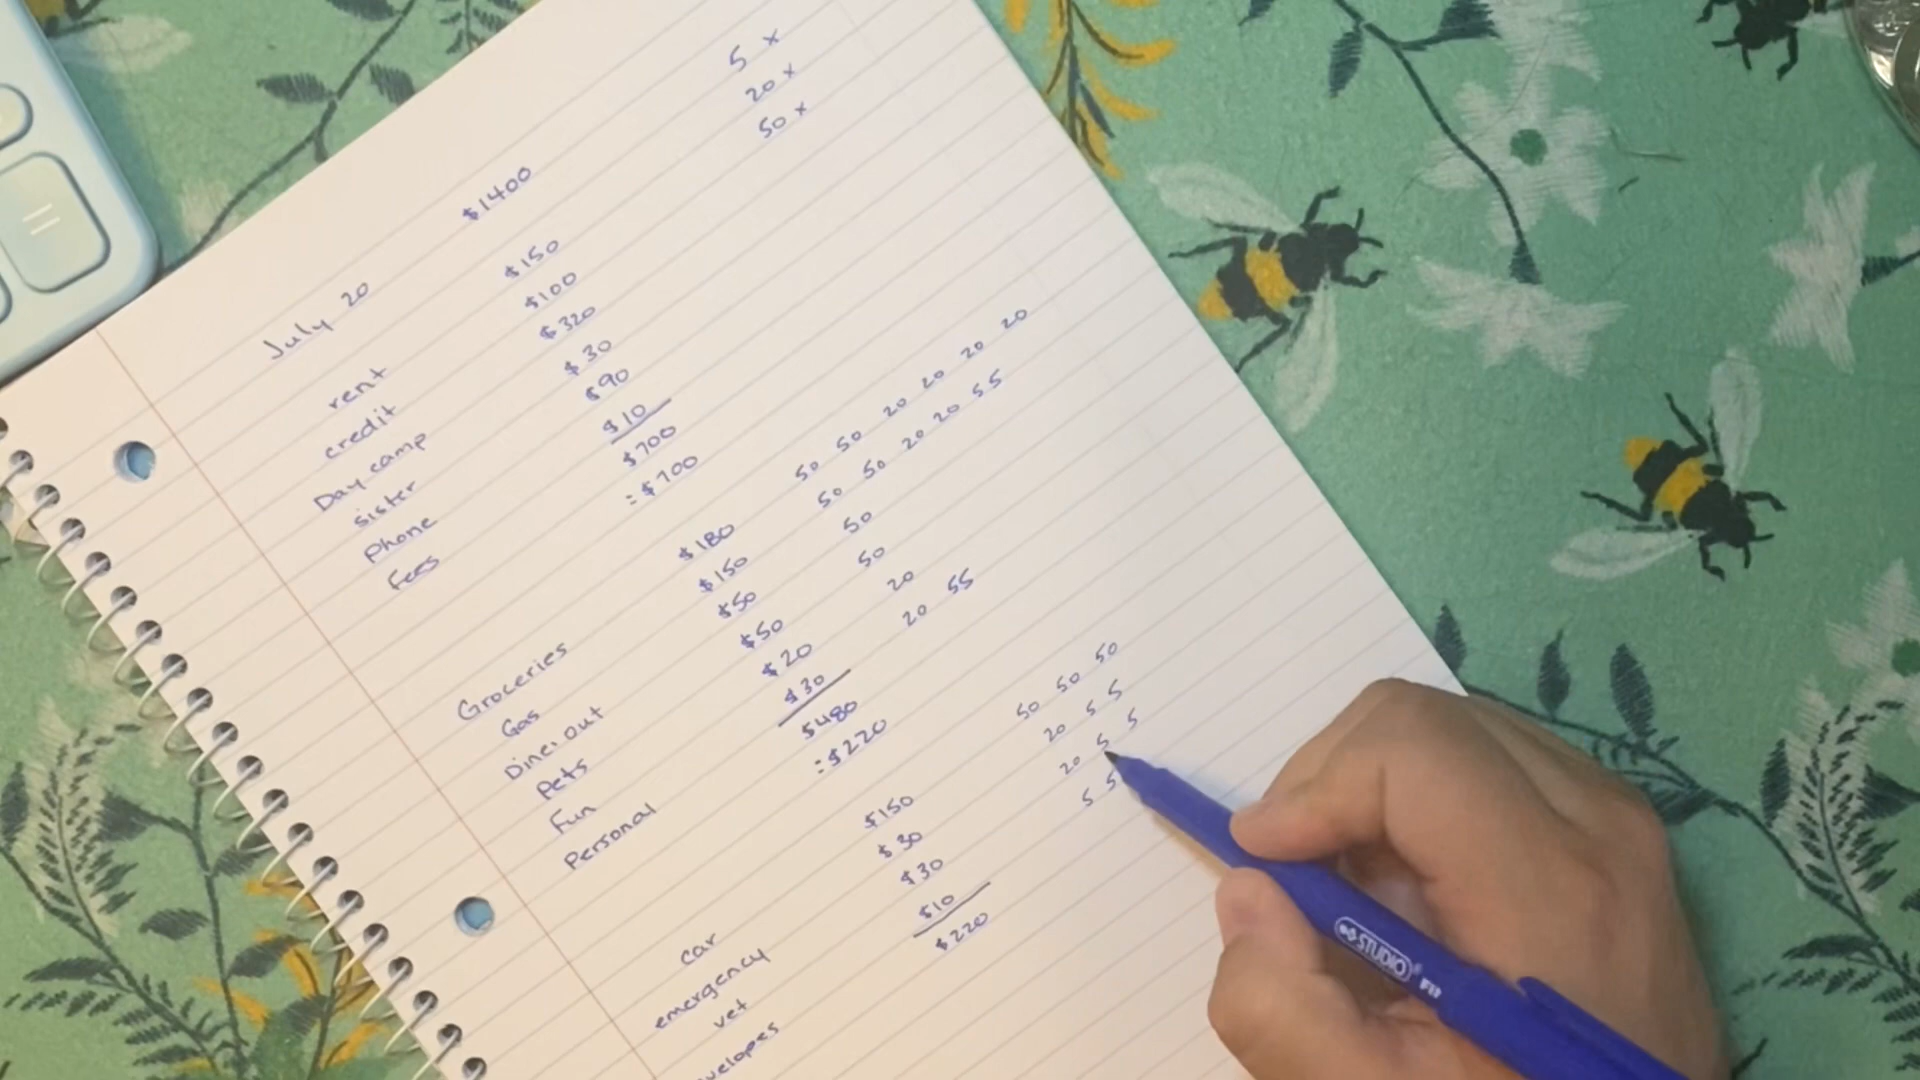 5 x
20 x
50 x
July 20 $1400
rent $150
credit $100
Day camp $320
sister $30
Phone $90
Fees $10
$700
=$700
Groceries $180 50 50 20 20 20 20
Gas $150 50 50 20 20 5 5
Dine. out $50 50
Pets $50 50
Fun $20 20
Personal $30 20 5 5
$480
=$220
car $150 50 50 50
emergency $30 20 5 5
vet $30 20 5 5
velopes $10 5 5
$220
STUDIO